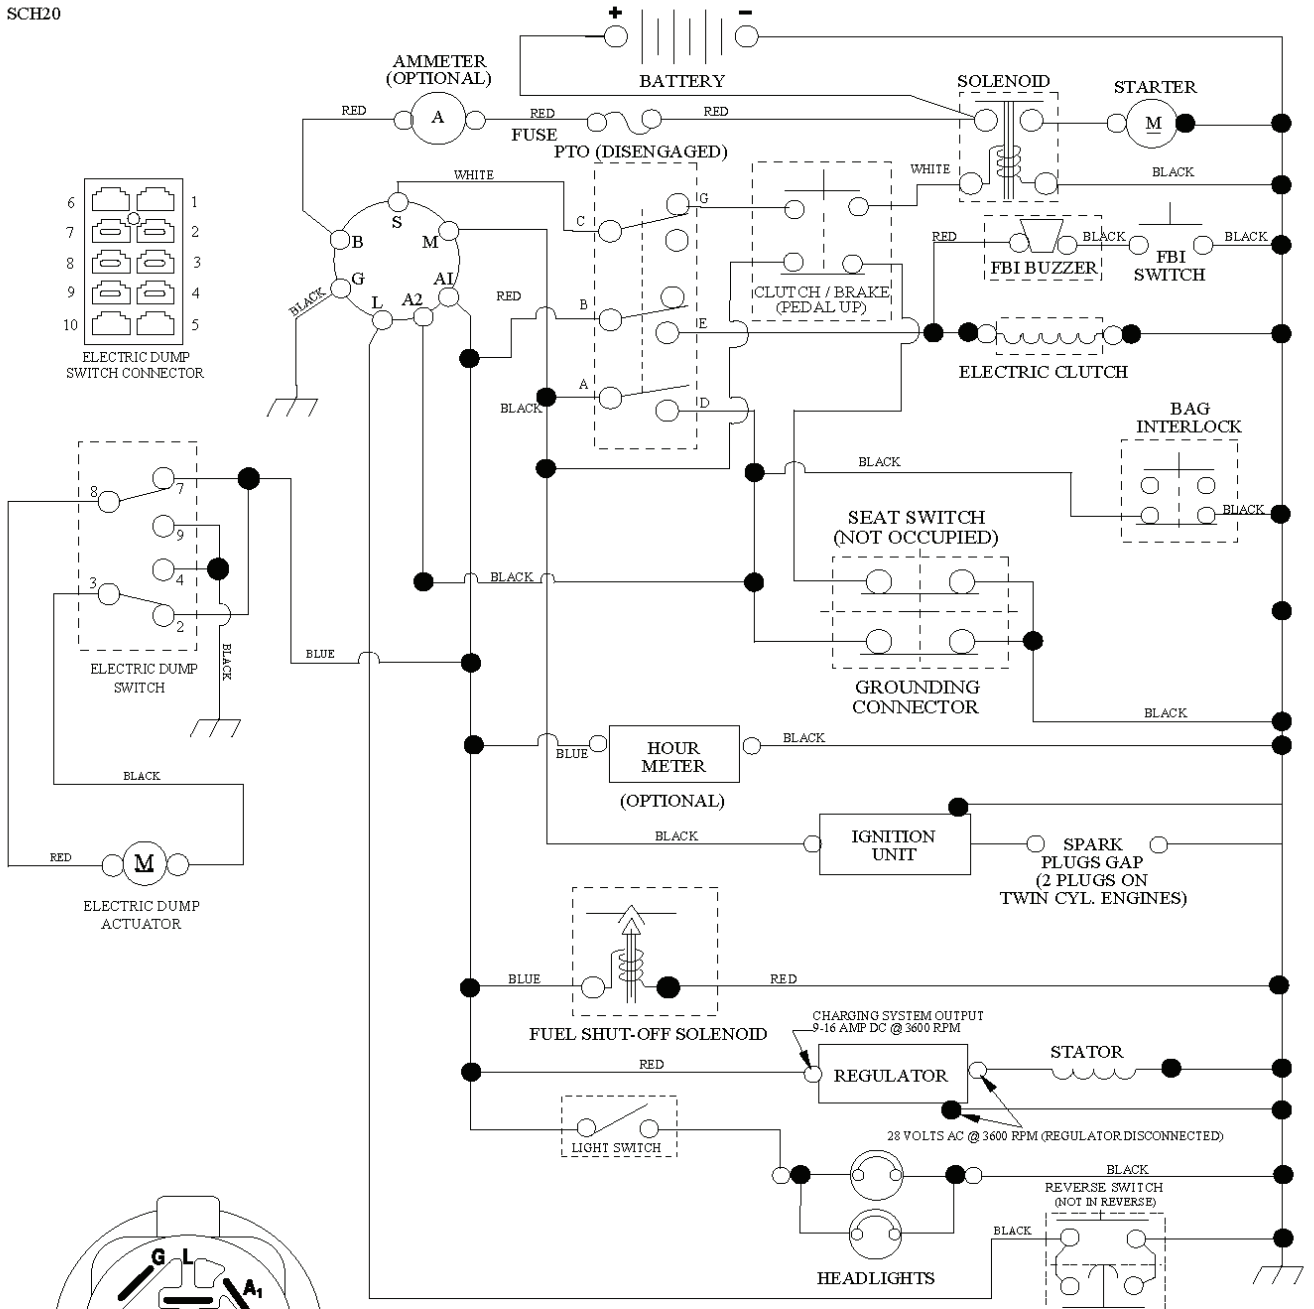 SCH20
+ −
BATTERY
AMMETER
(OPTIONAL)
RED
A
RED
FUSE
RED
PTO (DISENGAGED)
SOLENOID
STARTER
M
WHITE
WHITE
BLACK
6 1
7 2
8 3
9 4
10 5
ELECTRIC DUMP
SWITCH CONNECTOR
S
B
M
G
L
A2
A1
BLACK
RED
C
G
B
E
A
D
BLACK
CLUTCH / BRAKE
(PEDAL UP)
RED
BLACK
BLACK
FBI BUZZER
FBI
SWITCH
ELECTRIC CLUTCH
BAG
INTERLOCK
BLACK
BLACK
8
7
9
4
3
2
BLACK
ELECTRIC DUMP
SWITCH
BLUE
BLACK
SEAT SWITCH
(NOT OCCUPIED)
GROUNDING
CONNECTOR
BLACK
BLUE
HOUR
METER
BLACK
(OPTIONAL)
BLACK
BLACK
IGNITION
UNIT
SPARK
PLUGS GAP
(2 PLUGS ON
TWIN CYL. ENGINES)
RED
M
ELECTRIC DUMP
ACTUATOR
BLUE
RED
FUEL SHUT-OFF SOLENOID
CHARGING SYSTEM OUTPUT
9-16 AMP DC @ 3600 RPM
RED
REGULATOR
STATOR
28 VOLTS AC @ 3600 RPM (REGULATOR DISCONNECTED)
LIGHT SWITCH
BLACK
REVERSE SWITCH
(NOT IN REVERSE)
BLACK
HEADLIGHTS
G L
A1